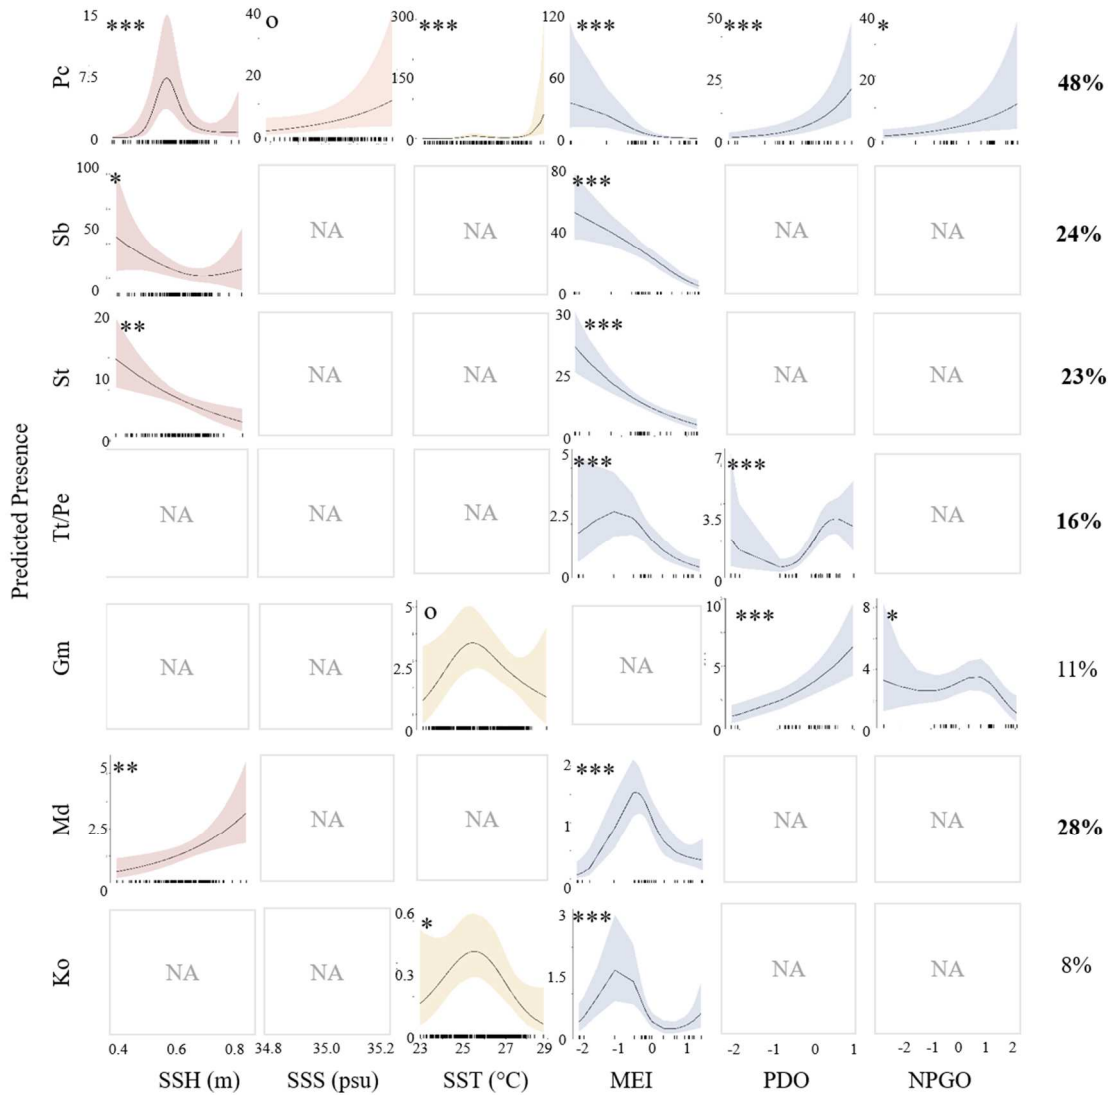 15 7.5 0 *** 40 20 0 o 300 150 0 *** 120 60 0 *** 50 25 0 *** 40 20 0 *
Pc 48%
100 50 0 * NA NA 80 40 0 *** NA NA
Sb 24%
20 10 0 ** NA NA 30 25 0 *** NA NA
St 23%
NA NA NA 5 2.5 0 *** 7 3.5 0 *** NA
Tt/Pe 16%
NA NA 5 2.5 0 o NA 10 5 0 *** 8 4 0 *
Gm 11%
5 2.5 0 ** NA NA 2 1 0 *** NA NA
Md 28%
NA NA 0.6 0.3 0 * 3 1.5 0 *** NA NA
Ko 8%
Predicted Presence
0.4 0.6 0.8 34.8 35.0 35.2 23 25 27 29 -2 -1 0 1 -2 0 1 -2 -1 0 1 2
SSH (m) SSS (psu) SST (°C) MEI PDO NPGO